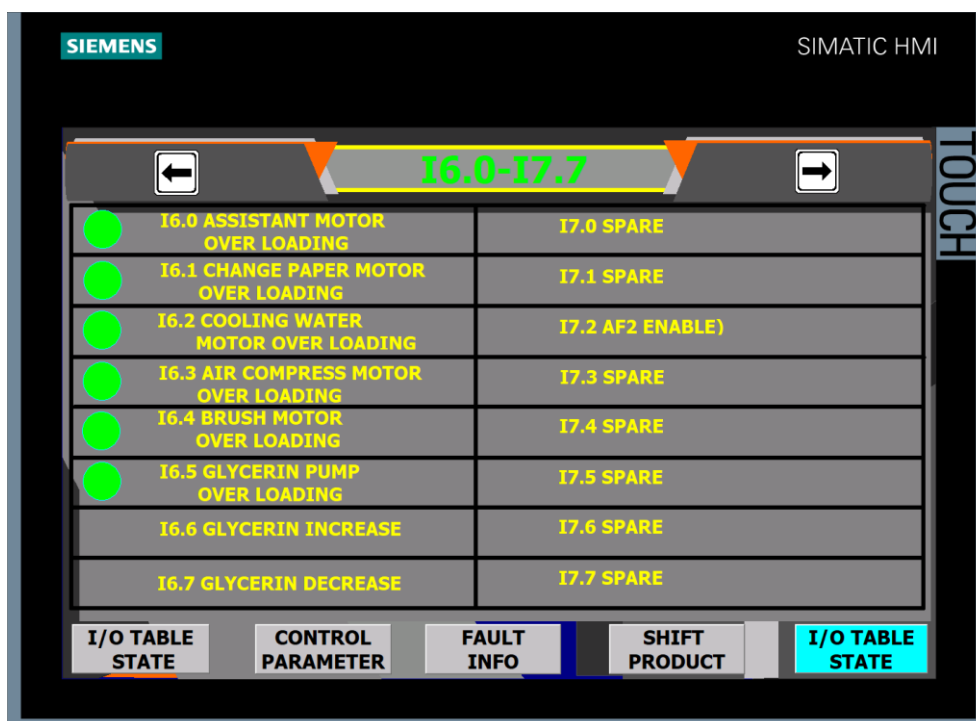 SIEMENS
SIMATIC HMI
TOUCH
I6.0-I7.7
I6.0 ASSISTANT MOTOR
OVER LOADING
I7.0 SPARE
I6.1 CHANGE PAPER MOTOR
OVER LOADING
I7.1 SPARE
I6.2 COOLING WATER
MOTOR OVER LOADING
I7.2 AF2 ENABLE)
I6.3 AIR COMPRESS MOTOR
OVER LOADING
I7.3 SPARE
I6.4 BRUSH MOTOR
OVER LOADING
I7.4 SPARE
I6.5 GLYCERIN PUMP
OVER LOADING
I7.5 SPARE
I6.6 GLYCERIN INCREASE
I7.6 SPARE
I6.7 GLYCERIN DECREASE
I7.7 SPARE
I/O TABLE
STATE
CONTROL
PARAMETER
FAULT
INFO
SHIFT
PRODUCT
I/O TABLE
STATE